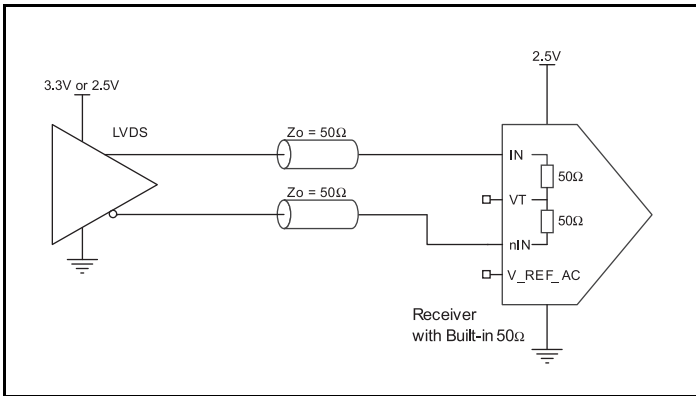 2.5V
3.3V or 2.5V
LVDS
Zo = 50Ω
IN
50Ω
Zo = 50Ω
VT
50Ω
nIN
V_REF_AC
Receiver
with Built-in 50Ω